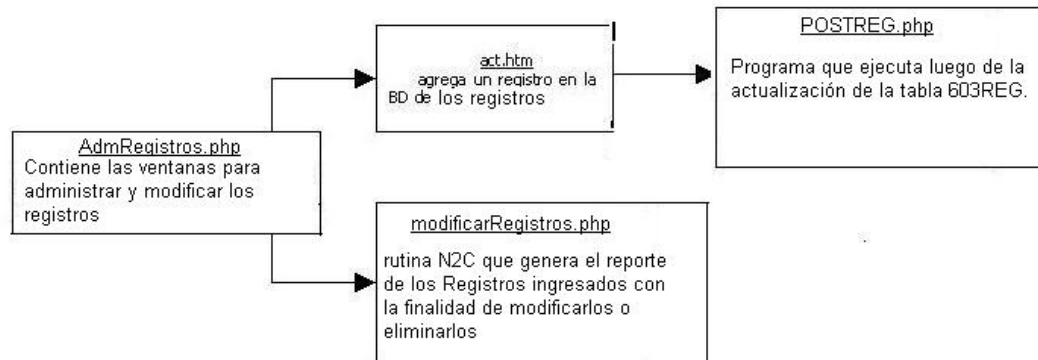 AdmRegistros.php
Contiene las ventanas para
administrar y modificar los
registros
act.htm
agrega un registro en la
BD de los registros
POSTREG.php
Programa que ejecuta luego de la
actualización de la tabla 603REG.
modificarRegistros.php
rutina N2C que genera el reporte
de los Registros ingresados con
la finalidad de modificarlos o
eliminarlos